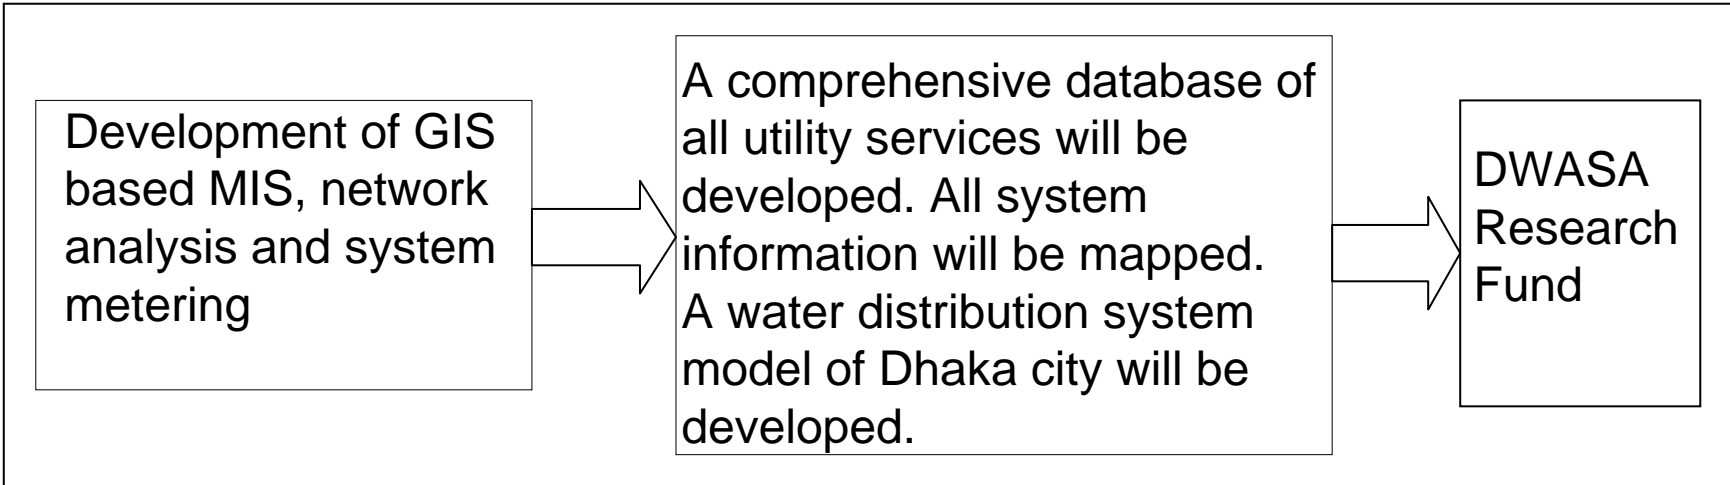 Development of GIS
based MIS, network
analysis and system
metering
A comprehensive database of
all utility services will be
developed. All system
information will be mapped.
A water distribution system
model of Dhaka city will be
developed.
DWASA
Research
Fund